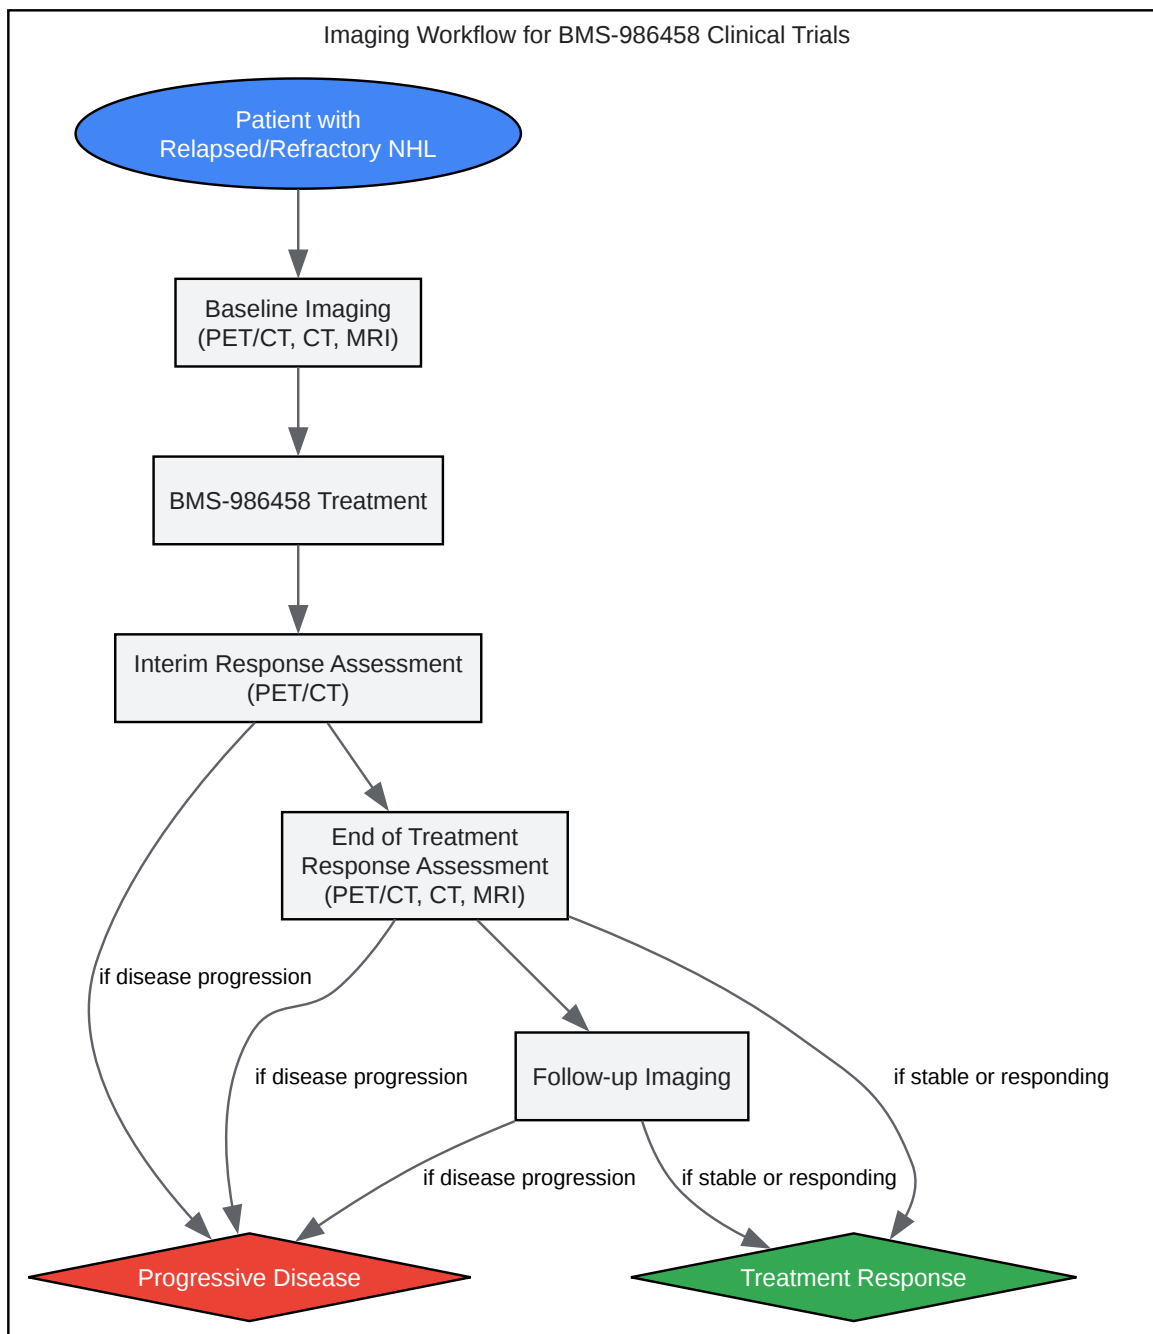 Imaging Workflow for BMS-986458 Clinical Trials
Patient with
Relapsed/Refractory NHL
Baseline Imaging
(PET/CT, CT, MRI)
BMS-986458 Treatment
Interim Response Assessment
(PET/CT)
End of Treatment
Response Assessment
(PET/CT, CT, MRI)
if disease progression
if disease progression
Follow-up Imaging
if stable or responding
if disease progression
if stable or responding
Progressive Disease
Treatment Response